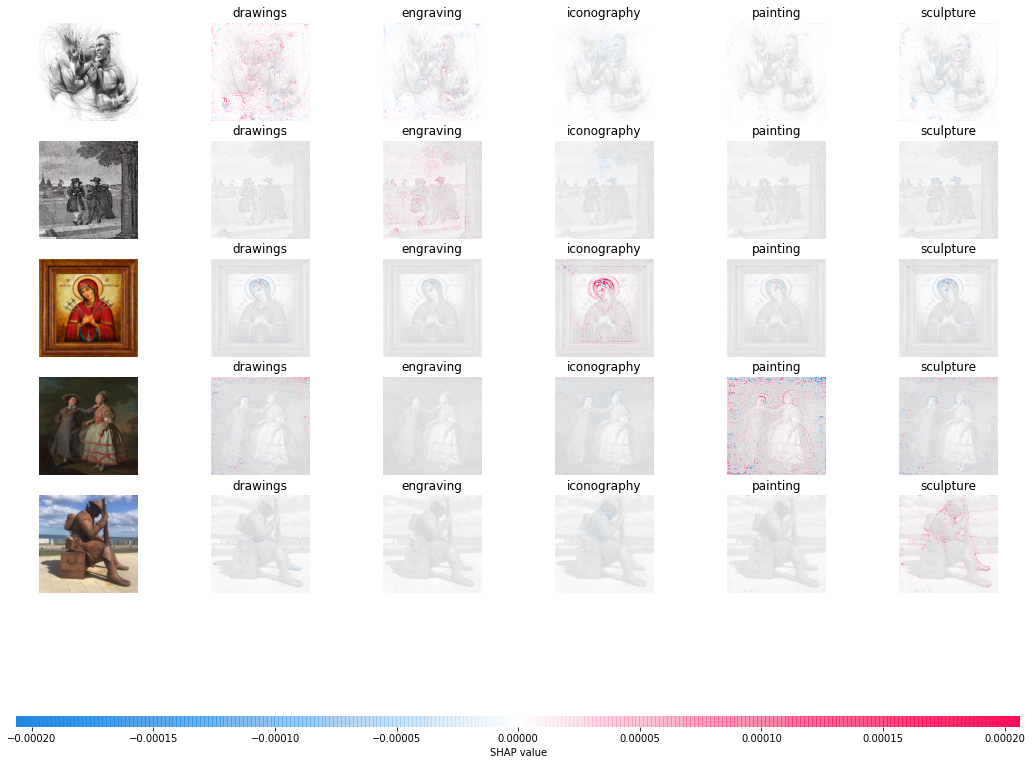 drawings engraving iconography painting sculpture
drawings engraving iconography painting sculpture
drawings engraving iconography painting sculpture
drawings engraving iconography painting sculpture
drawings engraving iconography painting sculpture
−0.00020 −0.00015 −0.00010 −0.00005 0.00000 0.00005 0.00010 0.00015 0.00020
SHAP value